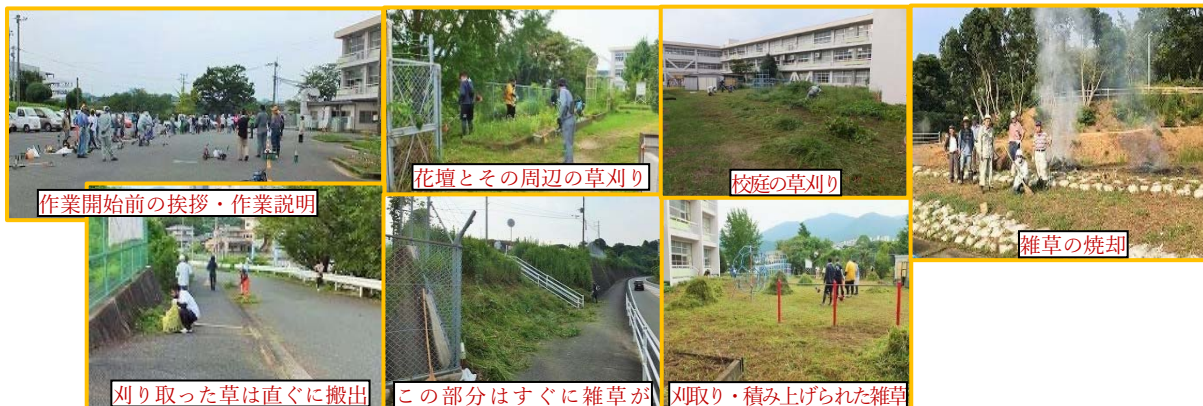 作業開始前の挨拶・作業説明
花壇とその周辺の草刈り
校庭の草刈り
雑草の焼却
刈り取った草は直ぐに搬出
この部分はすぐに雑草が
刈取り・積み上げられた雑草